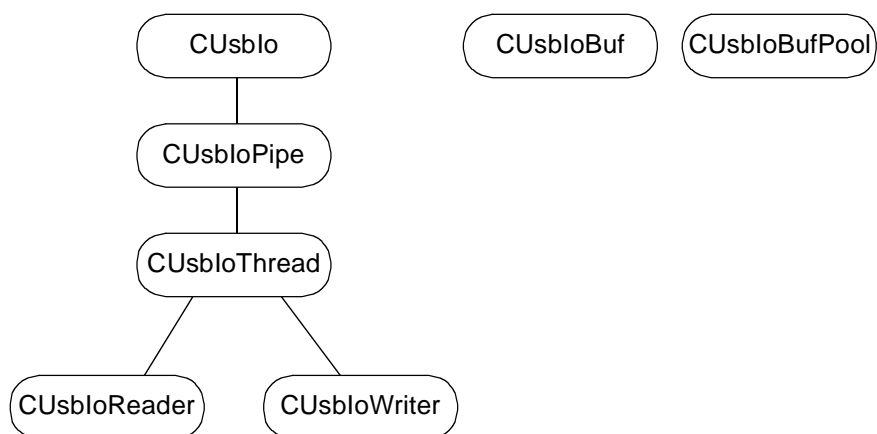 CUsbIo
CUsbIoBuf
CUsbIoBufPool
CUsbIoPipe
CUsbIoThread
CUsbIoReader
CUsbIoWriter